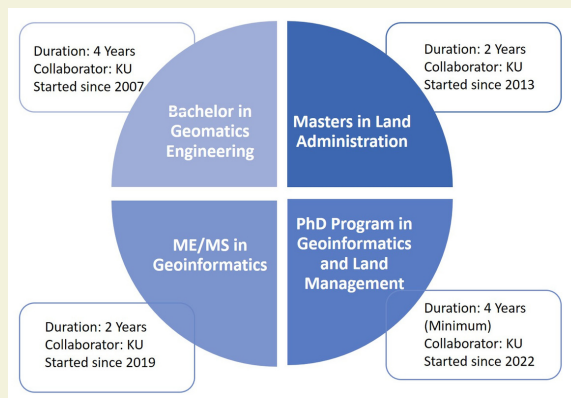 Duration: 4 Years
Collaborator: KU
Started since 2007
Bachelor in
Geomatics
Engineering
Duration: 2 Years
Collaborator: KU
Started since 2013
Masters in Land
Administration
ME/MS in
Geoinformatics
Duration: 2 Years
Collaborator: KU
Started since 2019
PhD Program in
Geoinformatics
and Land
Management
Duration: 4 Years
(Minimum)
Collaborator: KU
Started since 2022